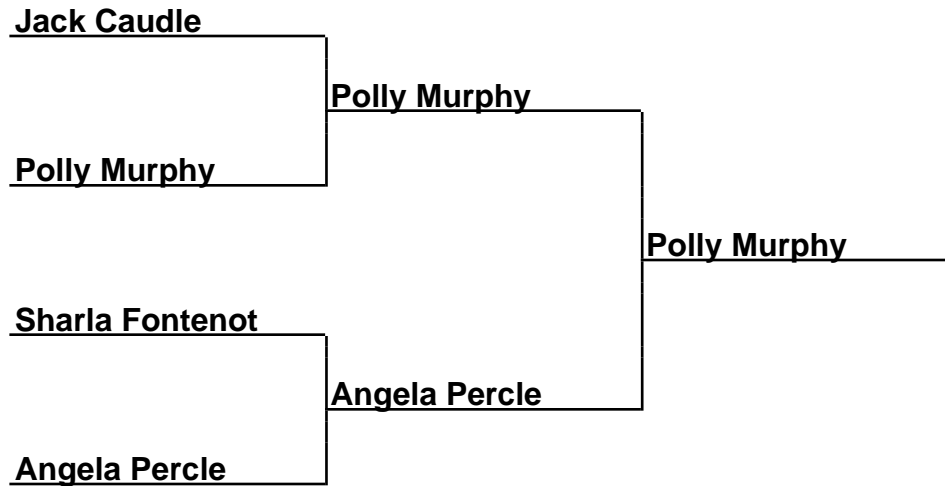 Jack Caudle
Polly Murphy
Polly Murphy
Polly Murphy
Sharla Fontenot
Angela Percle
Angela Percle